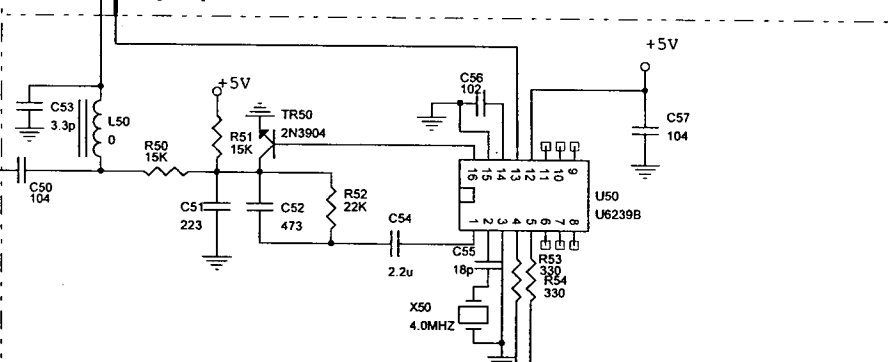 +5V
+5V
C56
102
C53
3.3p
L50
0
TR50
2N3904
R51
15K
C57
104
R50
15K
16 15 14 13 12 11 10 9
C50
104
C51
223
C52
473
R52
22K
U50
U6239B
1 2 3 4 5 6 7 8
C54
2.2u
C55
18p
R53
330
R54
330
X50
4.0MHZ